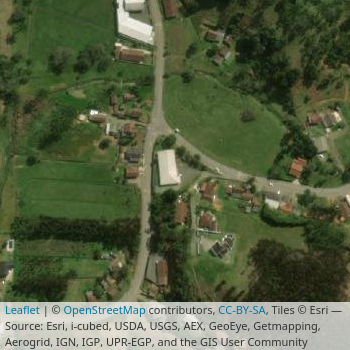 Leaflet | © OpenStreetMap contributors, CC-BY-SA, Tiles © Esri —
Source: Esri, i-cubed, USDA, USGS, AEX, GeoEye, Getmapping,
Aerogrid, IGN, IGP, UPR-EGP, and the GIS User Community